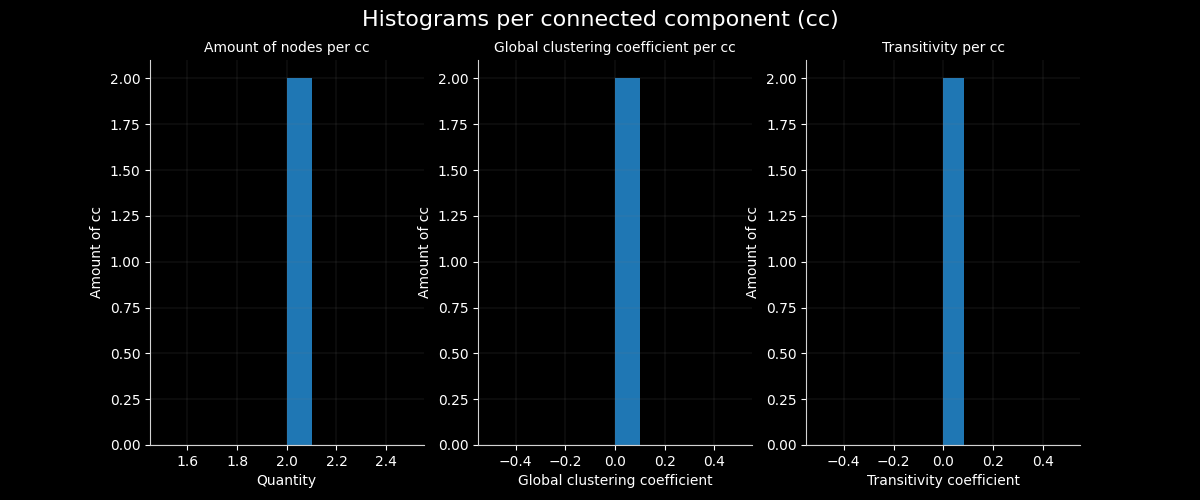 Histograms per connected component (cc)
Amount of nodes per cc
Global clustering coefficient per cc
Transitivity per cc
Amount of cc
2.00
1.75
1.50
1.25
1.00
0.75
0.50
0.25
0.00
1.6 1.8 2.0 2.2 2.4
Quantity
Amount of cc
2.00
1.75
1.50
1.25
1.00
0.75
0.50
0.25
0.00
−0.4 −0.2 0.0 0.2 0.4
Global clustering coefficient
Amount of cc
2.00
1.75
1.50
1.25
1.00
0.75
0.50
0.25
0.00
−0.4 −0.2 0.0 0.2 0.4
Transitivity coefficient